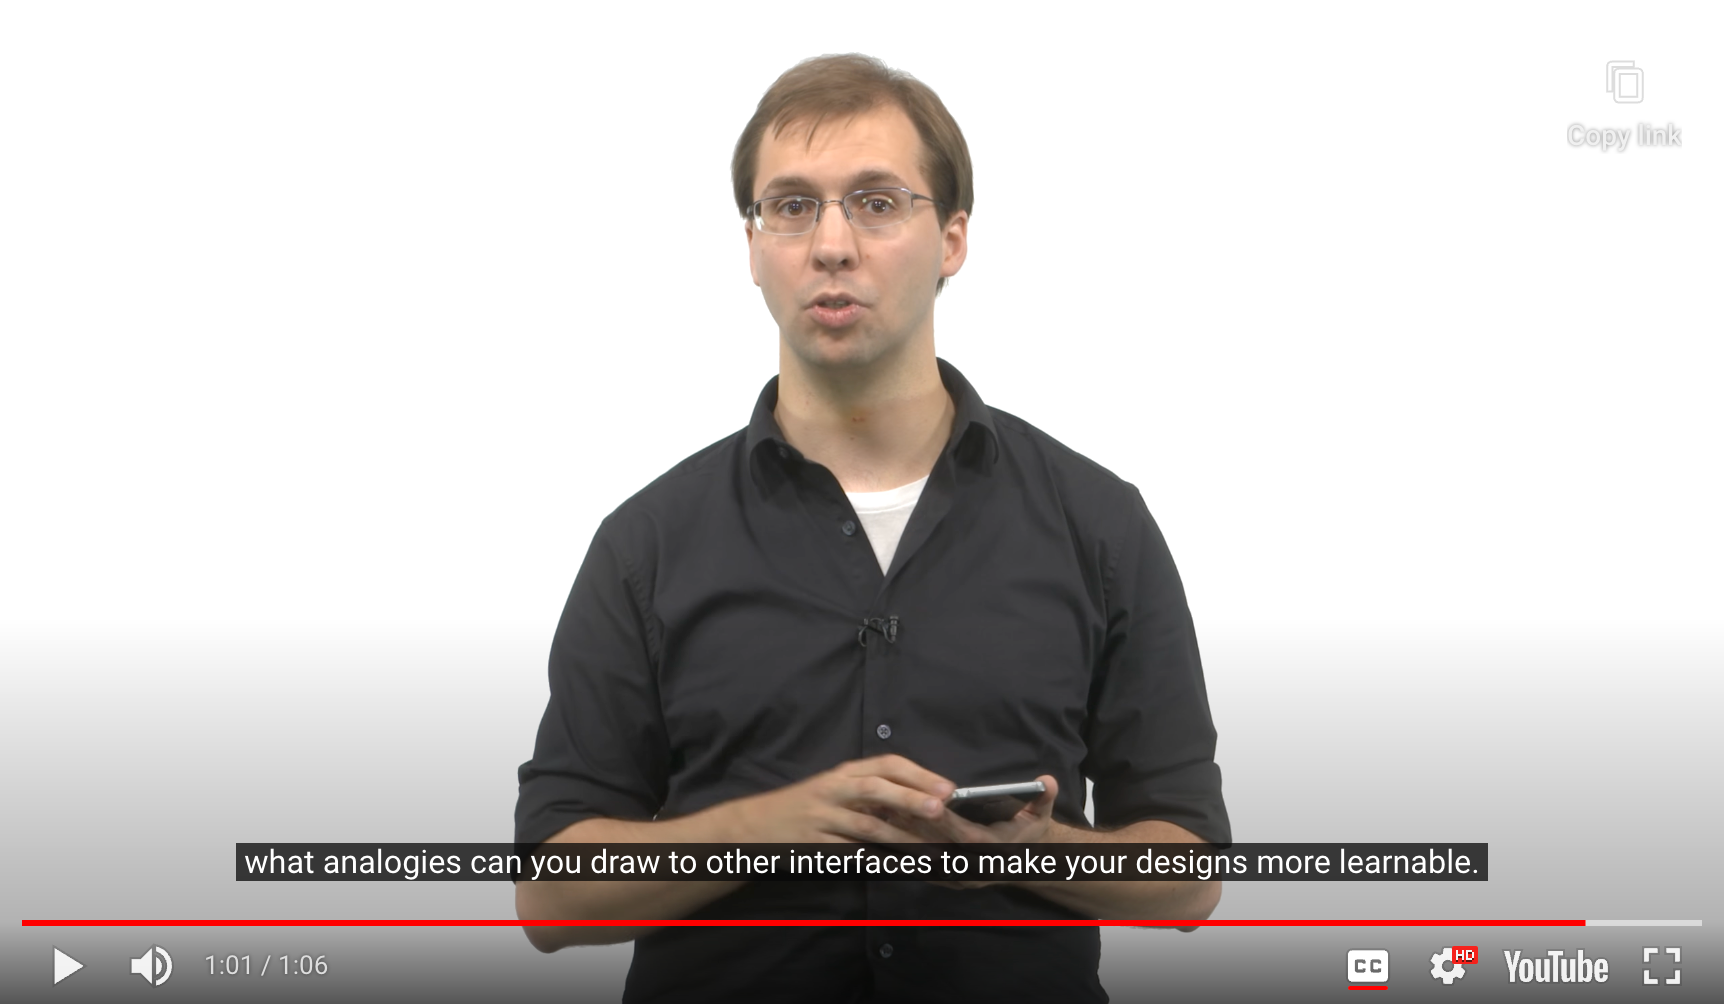 Copy link
what analogies can you draw to other interfaces to make your designs more learnable.
1:01 / 1:06
CC
HD
YouTube